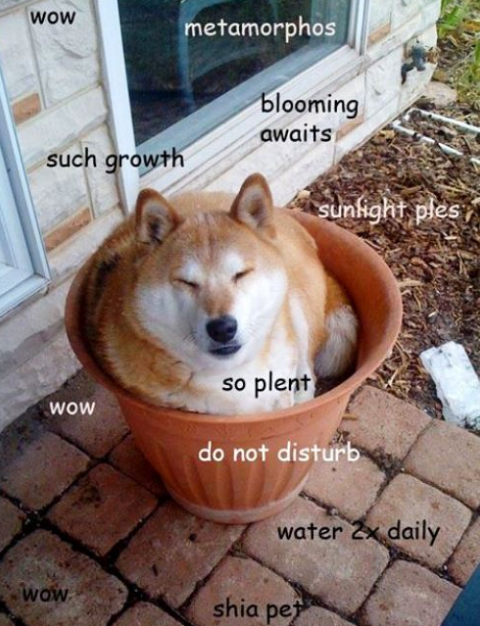 wow
metamorphos
blooming
awaits
such growth
sunlight ples
so plent
wow
do not disturb
water 2x daily
wow
shia pet